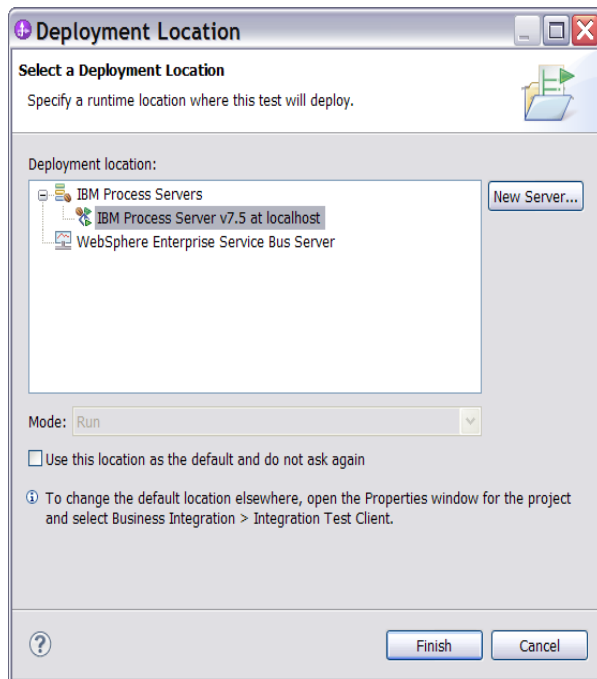 Deployment Location
Select a Deployment Location
Specify a runtime location where this test will deploy.
Deployment location:
IBM Process Servers
IBM Process Server v7.5 at localhost
WebSphere Enterprise Service Bus Server
New Server...
Mode: Run
Use this location as the default and do not ask again
To change the default location elsewhere, open the Properties window for the project
and select Business Integration > Integration Test Client.
Finish
Cancel